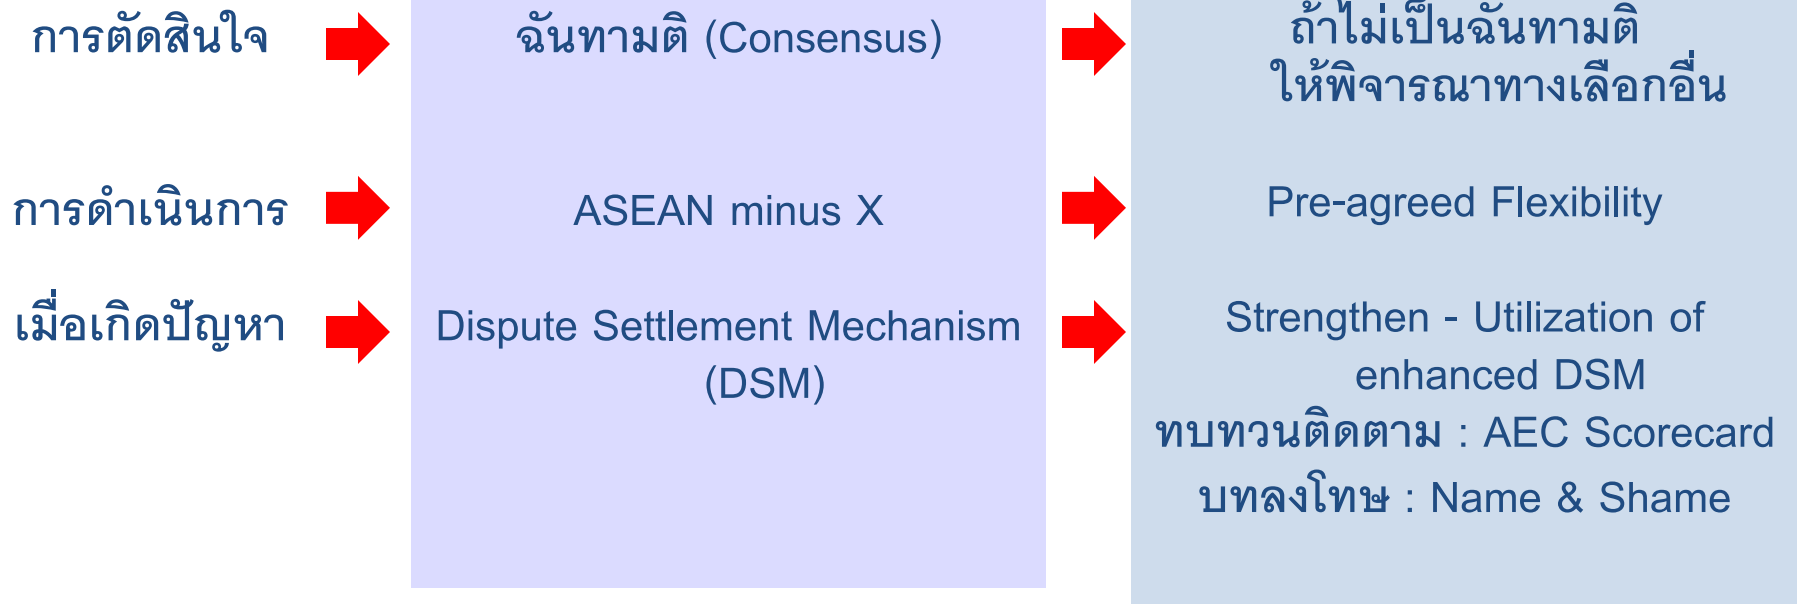 การตัดสินใจ
ฉันทามติ (Consensus)
ถ้าไม่เป็นฉันทามติ
ให้พิจารณาทางเลือกอื่น
การดำเนินการ
ASEAN minus X
Pre-agreed Flexibility
เมื่อเกิดปัญหา
Dispute Settlement Mechanism
(DSM)
Strengthen - Utilization of
enhanced DSM
ทบทวนติดตาม : AEC Scorecard
บทลงโทษ : Name & Shame